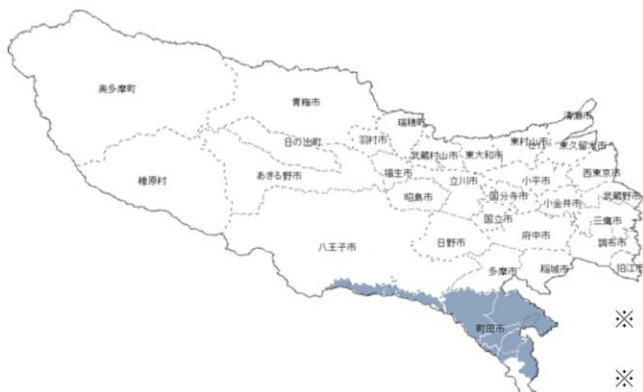 奥多摩町
青梅市
瑞穂町
清瀬市
日の出町
羽村市
東村山市
武蔵村山市
東大和市
東久留米市
檜原村
あきる野市
福生市
立川市
小平市
西東京市
昭島市
国分寺市
小金井市
武蔵野市
国立市
三鷹市
八王子市
日野市
府中市
調布市
多摩市
稲城市
狛江市
町田市
※
※